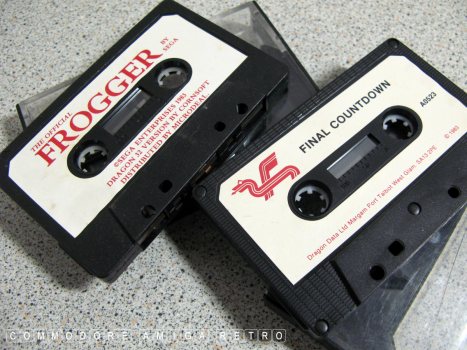 THE OFFICIAL
FROGGER
BY
SEGA
©SEGA ENTERPRISES 1983
DRAGON 32 VERSION BY CORNSOFT
DISTRIBUTED BY MICRODEAL
FINAL COUNTDOWN
A0523
© 1983
Dragon Data Ltd Margam Port Talbot West Glam. SA13 2PE
COMMODORE AMIGA RETRO